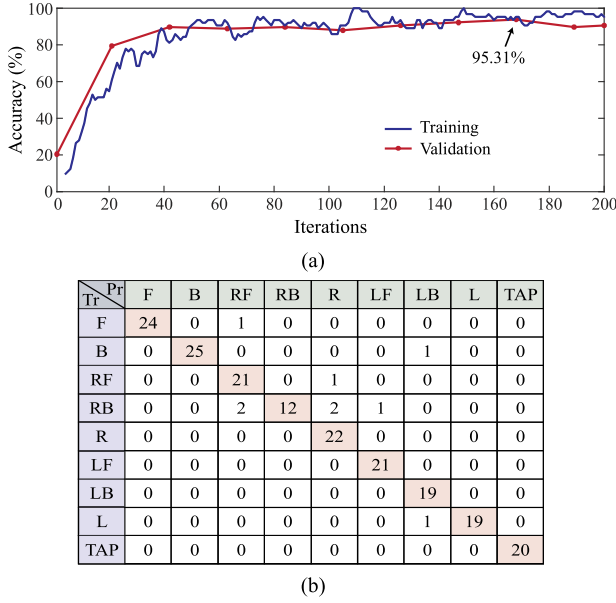 100
80
60
40
20
0
Accuracy (%)
95.31%
Training
Validation
0 20 40 60 80 100 120 140 160 180 200
Iterations
(a)
Tr Pr F B RF RB R LF LB L TAP
F 24 0 1 0 0 0 0 0 0
B 0 25 0 0 0 0 1 0 0
RF 0 0 21 0 1 0 0 0 0
RB 0 0 2 12 2 1 0 0 0
R 0 0 0 0 22 0 0 0 0
LF 0 0 0 0 0 21 0 0 0
LB 0 0 0 0 0 0 19 0 0
L 0 0 0 0 0 0 1 19 0
TAP 0 0 0 0 0 0 0 0 20
(b)